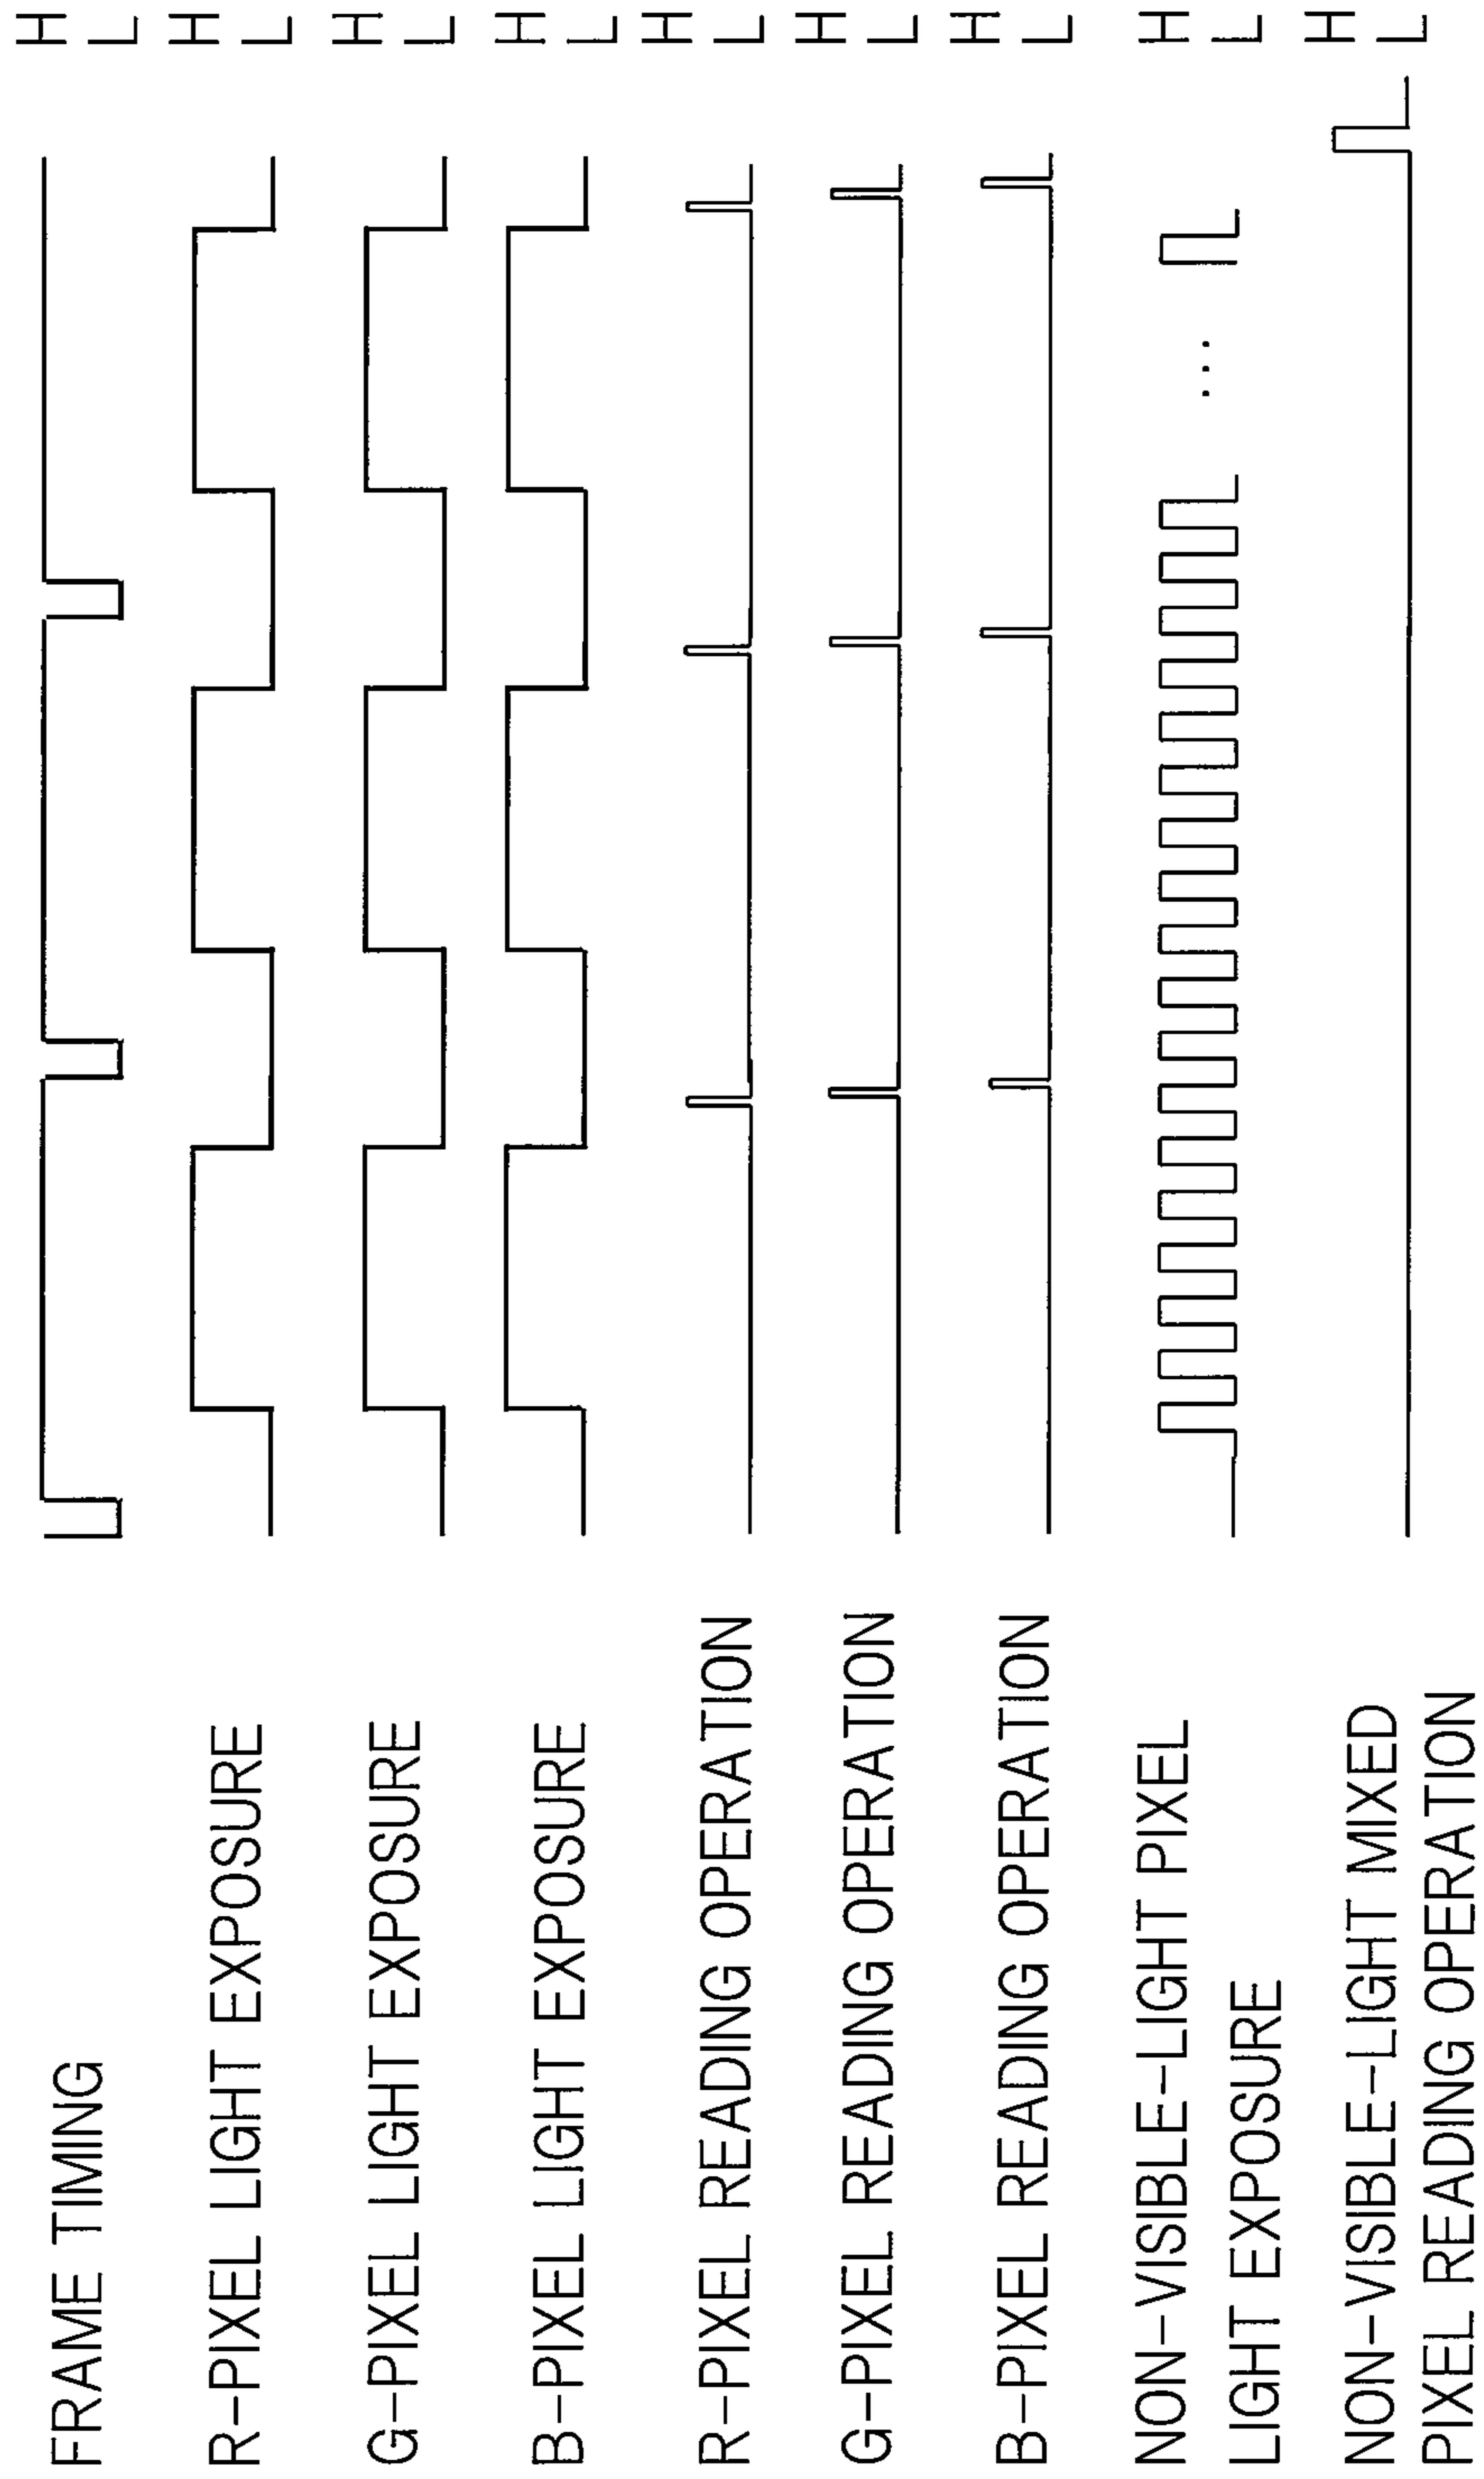 FRAME TIMING
H
L
R-PIXEL LIGHT EXPOSURE
H
L
G-PIXEL LIGHT EXPOSURE
H
L
B-PIXEL LIGHT EXPOSURE
H
L
R-PIXEL READING OPERATION
H
L
G-PIXEL READING OPERATION
H
L
B-PIXEL READING OPERATION
H
L
NON-VISIBLE-LIGHT PIXEL
LIGHT EXPOSURE
...
H
L
NON-VISIBLE-LIGHT MIXED
PIXEL READING OPERATION
H
L